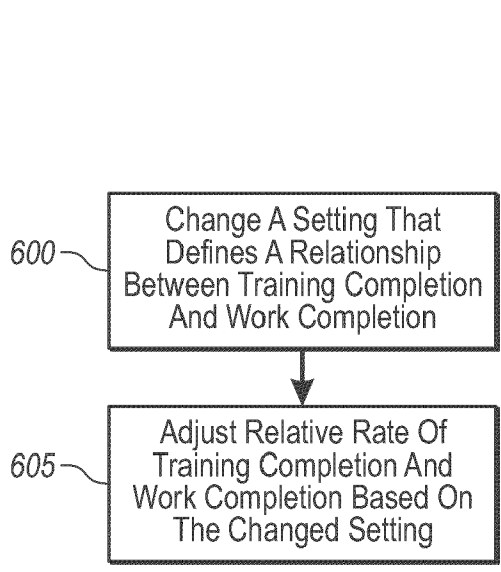 600
Change A Setting That
Defines A Relationship
Between Training Completion
And Work Completion
605
Adjust Relative Rate Of
Training Completion And
Work Completion Based On
The Changed Setting